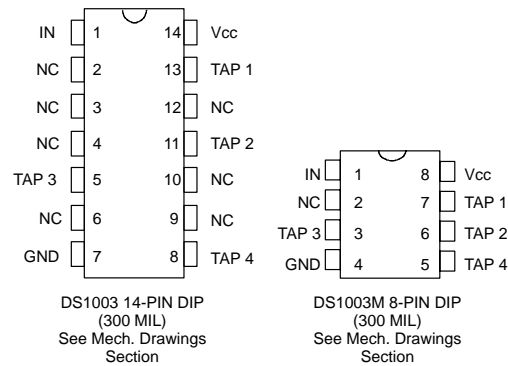 IN 1 14 Vcc
NC 2 13 TAP 1
NC 3 12 NC
NC 4 11 TAP 2
TAP 3 5 10 NC
NC 6 9 NC
GND 7 8 TAP 4
DS1003 14-PIN DIP
(300 MIL)
See Mech. Drawings
Section
IN 1 8 Vcc
NC 2 7 TAP 1
TAP 3 3 6 TAP 2
GND 4 5 TAP 4
DS1003M 8-PIN DIP
(300 MIL)
See Mech. Drawings
Section